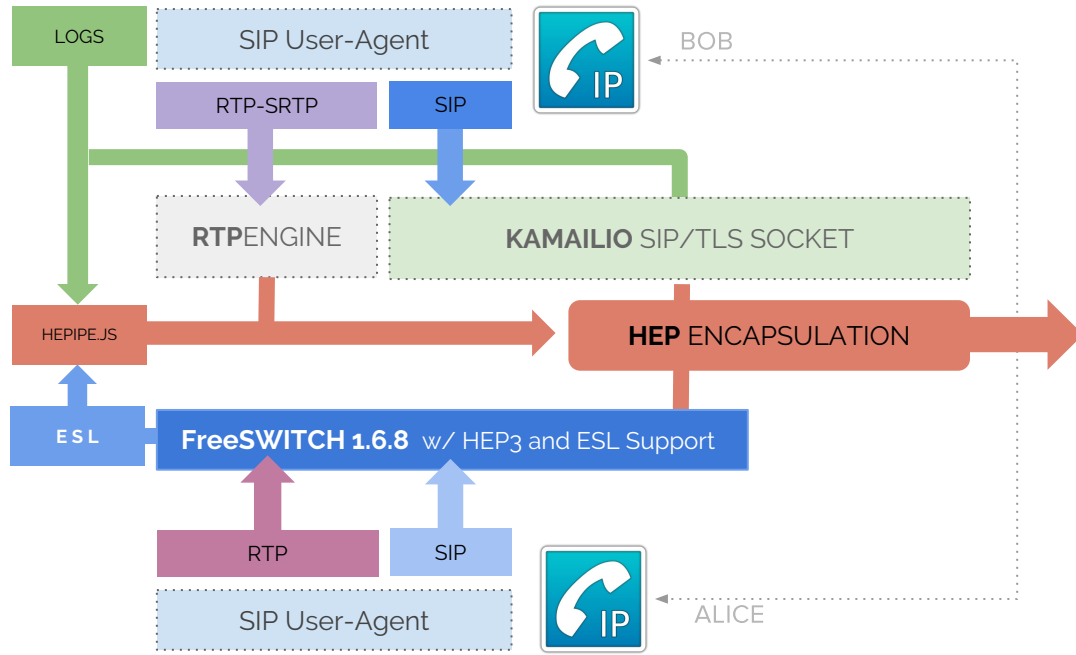 LOGS
SIP User-Agent
IP
BOB
RTP-SRTP
SIP
RTPENGINE
KAMAILIO SIP/TLS SOCKET
HEPIPE.JS
HEP ENCAPSULATION
ESL
FreeSWITCH 1.6.8 w/ HEP3 and ESL Support
RTP
SIP
IP
ALICE
SIP User-Agent